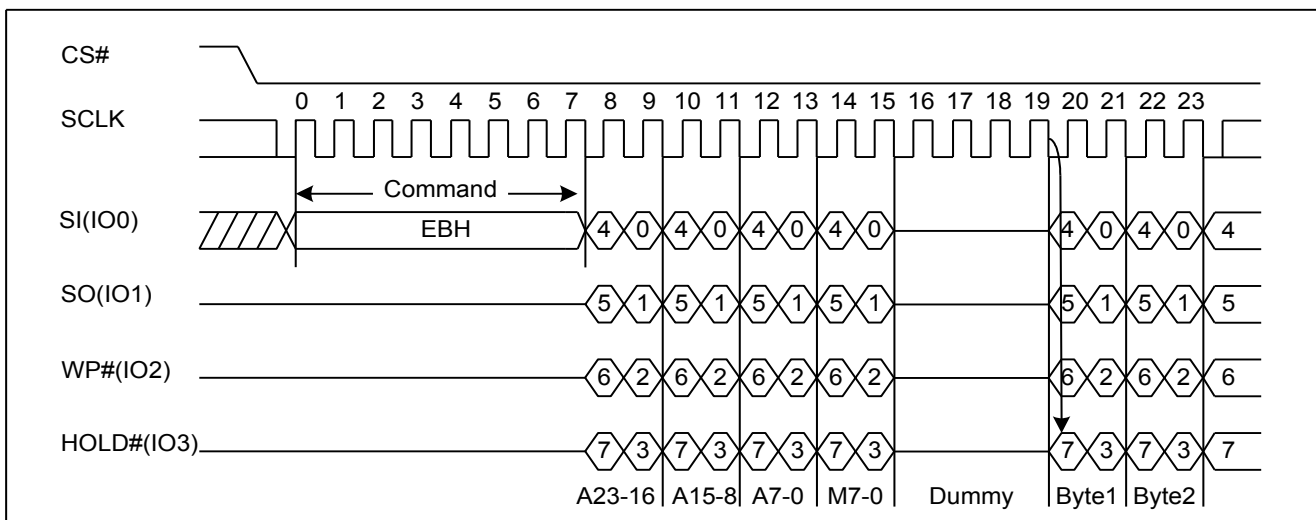 CS#
0 1 2 3 4 5 6 7 8 9 10 11 12 13 14 15 16 17 18 19 20 21 22 23
SCLK
Command
SI(IO0) EBH 4 0 4 0 4 0 4 0 4 0 4 0 4
SO(IO1) 5 1 5 1 5 1 5 1 5 1 5 1 5
WP#(IO2) 6 2 6 2 6 2 6 2 6 2 6 2 6
HOLD#(IO3) 7 3 7 3 7 3 7 3 7 3 7 3 7
A23-16 A15-8 A7-0 M7-0 Dummy Byte1 Byte2